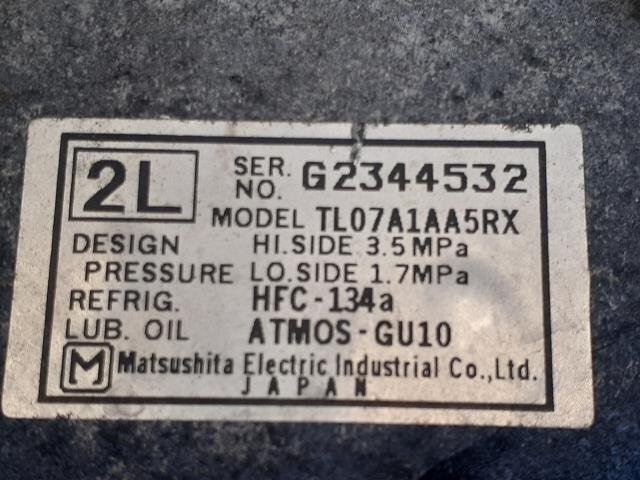 2L
SER. NO. G2344532
MODEL TL07A1AA5RX
DESIGN PRESSURE
HI.SIDE 3.5MPa
LO.SIDE 1.7MPa
REFRIG. HFC-134a
LUB. OIL ATMOS-GU10
M Matsushita Electric Industrial Co.,Ltd.
JAPAN